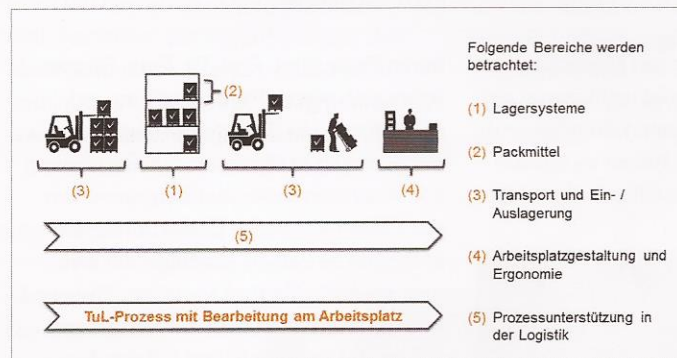 (2)
(3)
(1)
(3)
(4)
(5)
TuL-Prozess mit Bearbeitung am Arbeitsplatz
Folgende Bereiche werden
betrachtet:
(1) Lagersysteme
(2) Packmittel
(3) Transport und Ein- /
Auslagerung
(4) Arbeitsplatzgestaltung und
Ergonomie
(5) Prozessunterstützung in
der Logistik